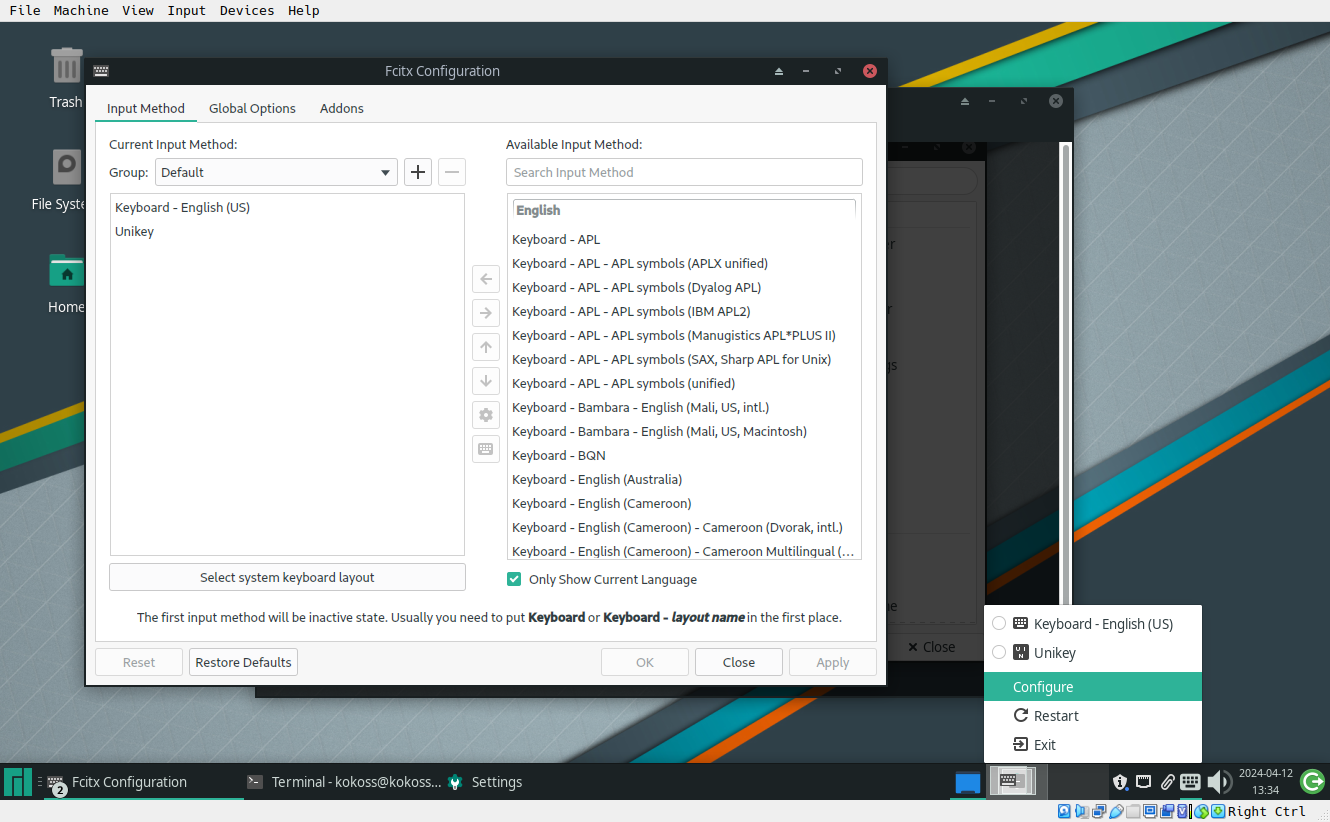 File Machine View Input Devices Help
Trash
File Syste
Home
Fcitx Configuration
Input Method Global Options Addons
Current Input Method:
Group: Default
Keyboard - English (US)
Unikey
Select system keyboard layout
Available Input Method:
Search Input Method
English
Keyboard - APL
Keyboard - APL - APL symbols (APLX unified)
Keyboard - APL - APL symbols (Dyalog APL)
Keyboard - APL - APL symbols (IBM APL2)
Keyboard - APL - APL symbols (Manugistics APL*PLUS II)
Keyboard - APL - APL symbols (SAX, Sharp APL for Unix)
Keyboard - APL - APL symbols (unified)
Keyboard - Bambara - English (Mali, US, intl.)
Keyboard - Bambara - English (Mali, US, Macintosh)
Keyboard - BQN
Keyboard - English (Australia)
Keyboard - English (Cameroon)
Keyboard - English (Cameroon) - Cameroon (Dvorak, intl.)
Keyboard - English (Cameroon) - Cameroon Multilingual (…
Only Show Current Language
The first input method will be inactive state. Usually you need to put Keyboard or Keyboard - layout name in the first place.
Reset Restore Defaults OK Close Apply
Close
Keyboard - English (US)
Unikey
Configure
Restart
Exit
2
Fcitx Configuration
Terminal - kokoss@kokoss...
Settings
2024-04-12
13:34
Right Ctrl